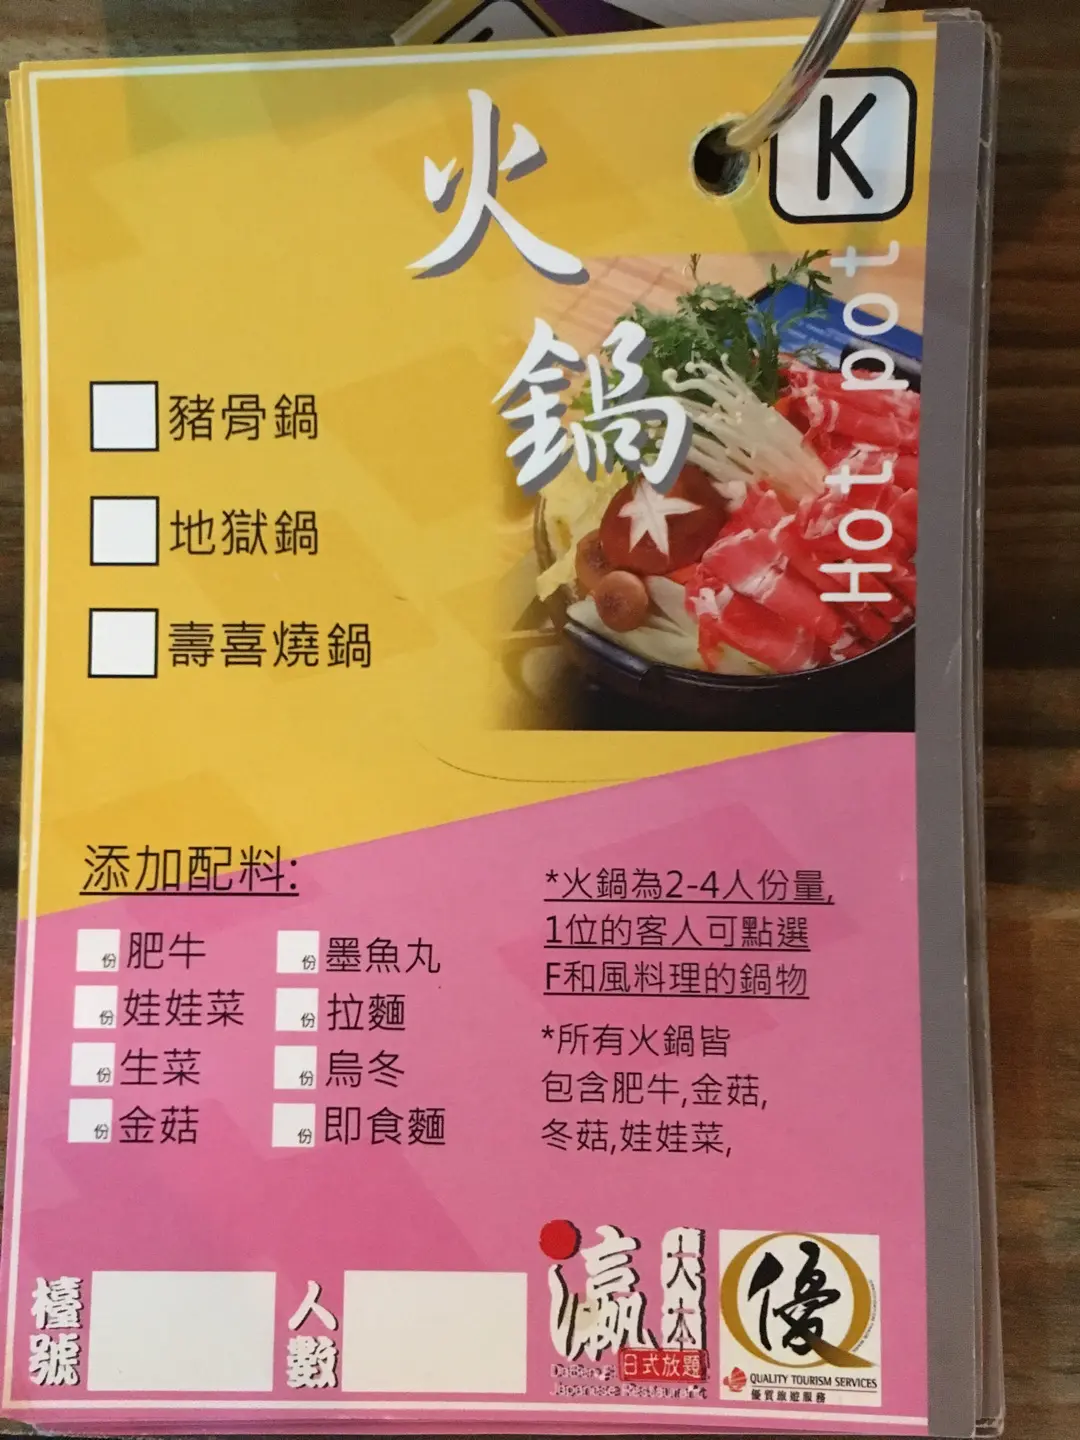 K
火鍋
Hot pot
豬骨鍋
地獄鍋
壽喜燒鍋
添加配料:
份 肥牛
份 娃娃菜
份 生菜
份 金菇
份 墨魚丸
份 拉麵
份 烏冬
份 即食麵
*火鍋為2-4人份量,
1位的客人可點選
F和風料理的鍋物
*所有火鍋皆
包含肥牛,金菇,
冬菇,娃娃菜,
檯號
人數
大本瀛
日式放題
Japanese Restaurant
優
QUALITY TOURISM SERVICES
優質旅遊服務